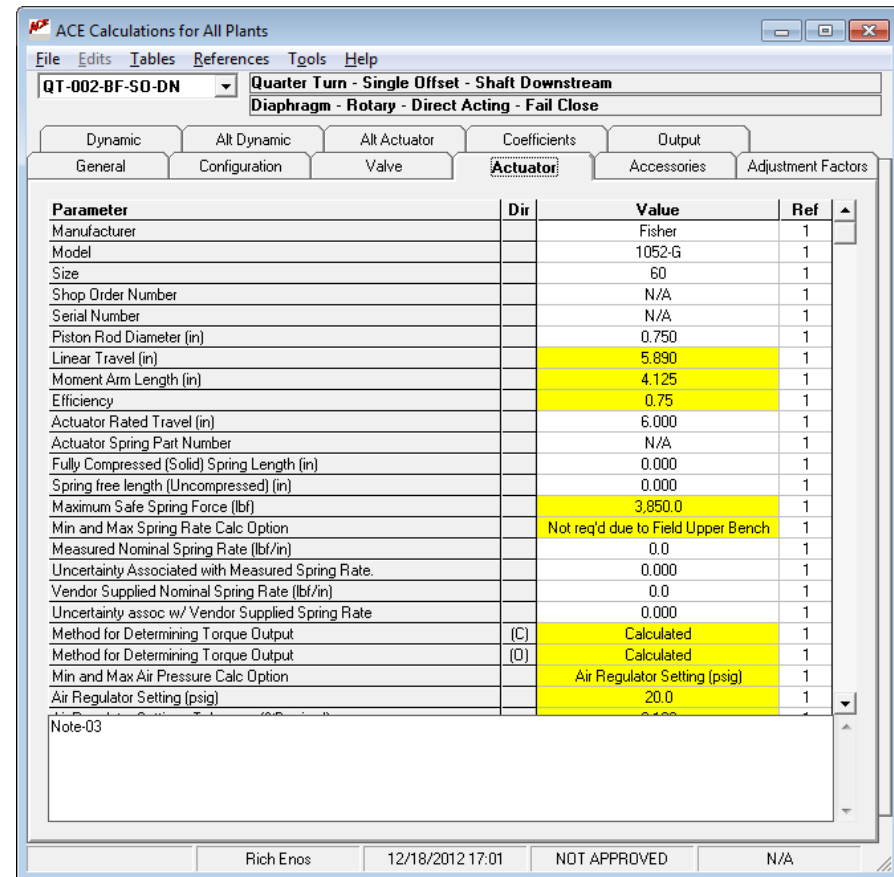 ACE Calculations for All Plants
File Edits Tables References Tools Help
QT-002-BF-SO-DN Quarter Turn - Single Offset - Shaft Downstream
Diaphragm - Rotary - Direct Acting - Fail Close
Dynamic Alt Dynamic Alt Actuator Coefficients Output
General Configuration Valve Actuator Accessories Adjustment Factors
Parameter Dir Value Ref
Manufacturer Fisher 1
Model 1052-G 1
Size 60 1
Shop Order Number N/A 1
Serial Number N/A 1
Piston Rod Diameter (in) 0.750 1
Linear Travel (in) 5.890 1
Moment Arm Length (in) 4.125 1
Efficiency 0.75 1
Actuator Rated Travel (in) 6.000 1
Actuator Spring Part Number N/A 1
Fully Compressed (Solid) Spring Length (in) 0.000 1
Spring free length (Uncompressed) (in) 0.000 1
Maximum Safe Spring Force (lbf) 3,850.0 1
Min and Max Spring Rate Calc Option Not req'd due to Field Upper Bench 1
Measured Nominal Spring Rate (lbf/in) 0.0 1
Uncertainty Associated with Measured Spring Rate. 0.000 1
Vendor Supplied Nominal Spring Rate (lbf/in) 0.0 1
Uncertainty assoc w/ Vendor Supplied Spring Rate 0.000 1
Method for Determining Torque Output (C) Calculated 1
Method for Determining Torque Output (O) Calculated 1
Min and Max Air Pressure Calc Option Air Regulator Setting (psig) 1
Air Regulator Setting (psig) 20.0 1
Note-03
Rich Enos 12/18/2012 17:01 NOT APPROVED N/A